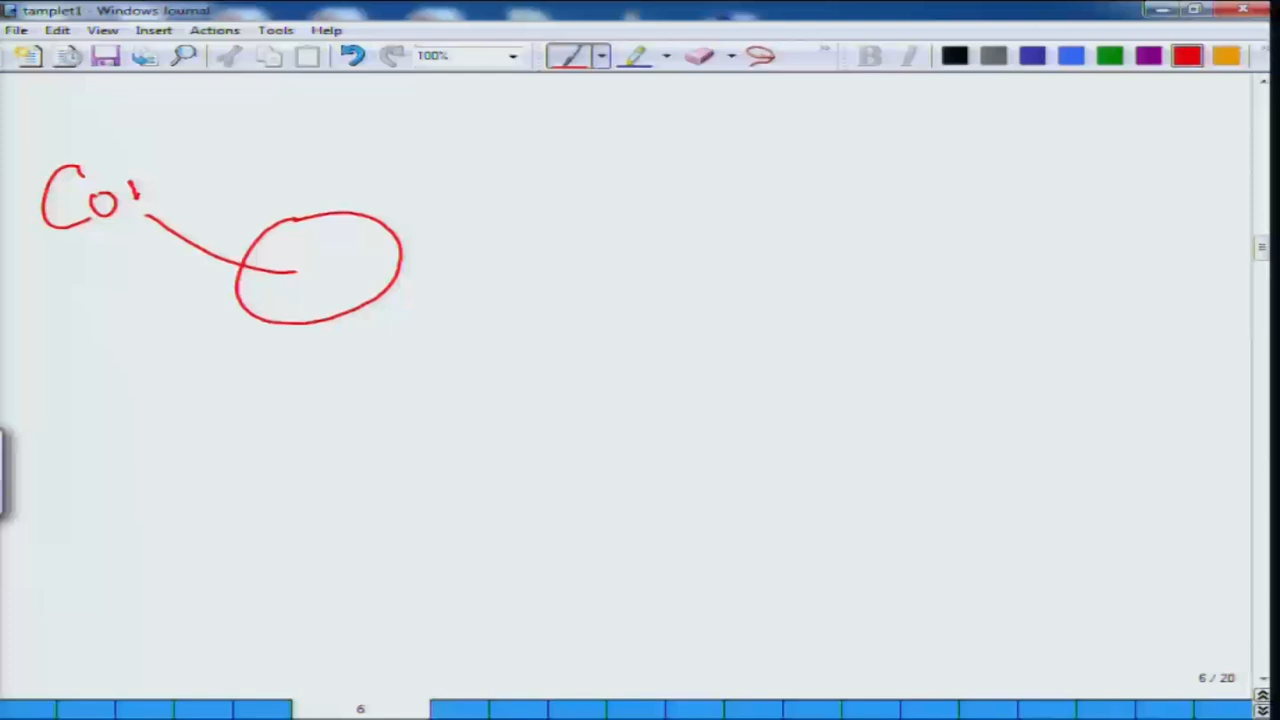 tamplet1 - Windows Journal
File Edit View Insert Actions Tools Help
100%
B I
Co'
6 / 20
6